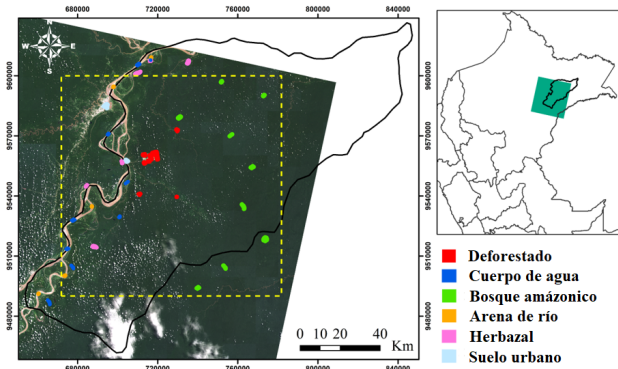 680000 720000 760000 800000 840000
N
W E
S
9600000 9600000
9570000 9570000
9540000 9540000
9510000 9510000
9480000 9480000
0 10 20 40
Km
680000 720000 760000 800000 840000
Deforestado
Cuerpo de agua
Bosque amázonico
Arena de río
Herbazal
Suelo urbano